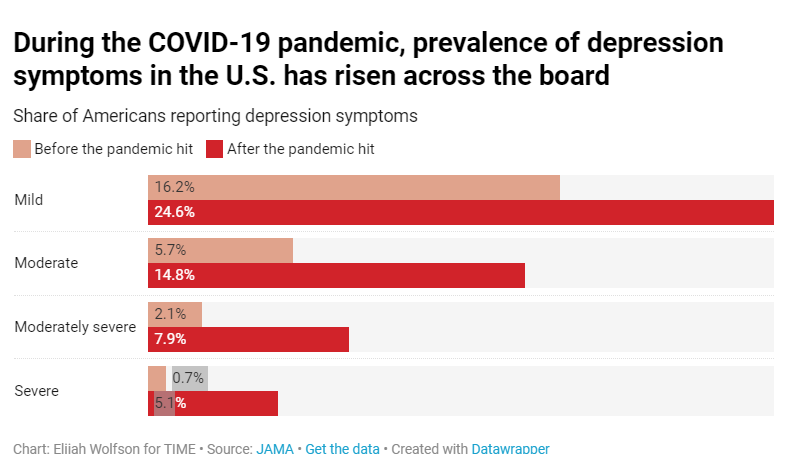 During the COVID-19 pandemic, prevalence of depression
symptoms in the U.S. has risen across the board
Share of Americans reporting depression symptoms
Before the pandemic hit After the pandemic hit
Mild
16.2%
24.6%
Moderate
5.7%
14.8%
Moderately severe
2.1%
7.9%
Severe
0.7%
5.1%
Chart: Elijah Wolfson for TIME • Source: JAMA • Get the data • Created with Datawrapper